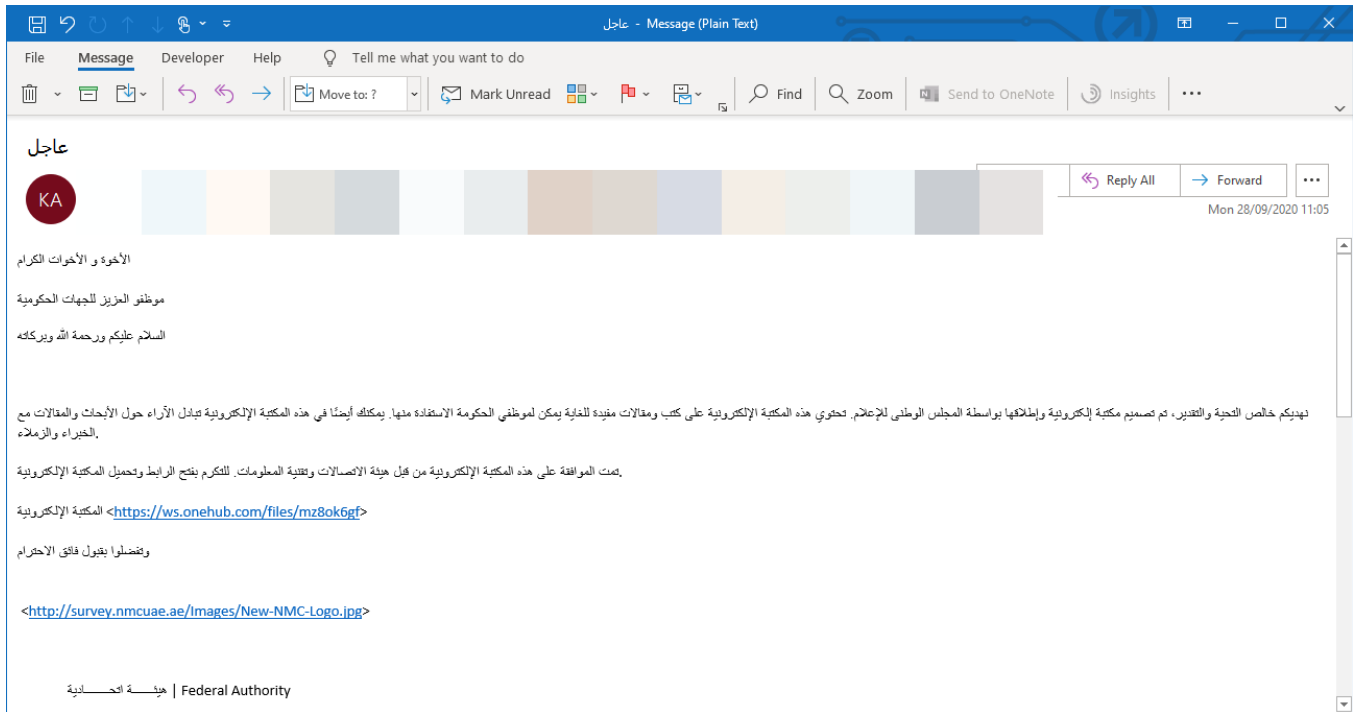 عاجل - Message (Plain Text)
File Message Developer Help Tell me what you want to do
Move to: ? Mark Unread Find Zoom Send to OneNote Insights
عاجل
KA
Reply All Forward
Mon 28/09/2020 11:05
الأخوة و الأخوات الكرام
موظفو العزيز للجهات الحكومية
السلام عليكم ورحمة الله وبركاته
نهديكم خالص التحية والتقدير، تم تصميم مكتبة إلكترونية وإطلاقها بواسطة المجلس الوطنى للإعلام. تحتوي هذه المكتبة الإلكترونية على كتب ومقالات مفيدة للغاية يمكن لموظفي الحكومة الاستفادة منها. يمكنك أيضًا في هذه المكتبة الإلكترونية تبادل الآراء حول الأبحاث والمقالات مع
.الخبراء والزملاء
.تمت الموافقة على هذه المكتبة الإلكترونية من قبل هيئة الاتصالات وتقنية المعلومات. للتكرم بفتح الرابط وتحميل المكتبة الإلكترونية
المكتبة الإلكترونية <https://ws.onehub.com/files/mz8ok6gf>
وتفضلوا بقبول فائق الاحترام
<http://survey.nmcuae.ae/Images/New-NMC-Logo.jpg>
هيئــــــة اتحــــــــادية | Federal Authority